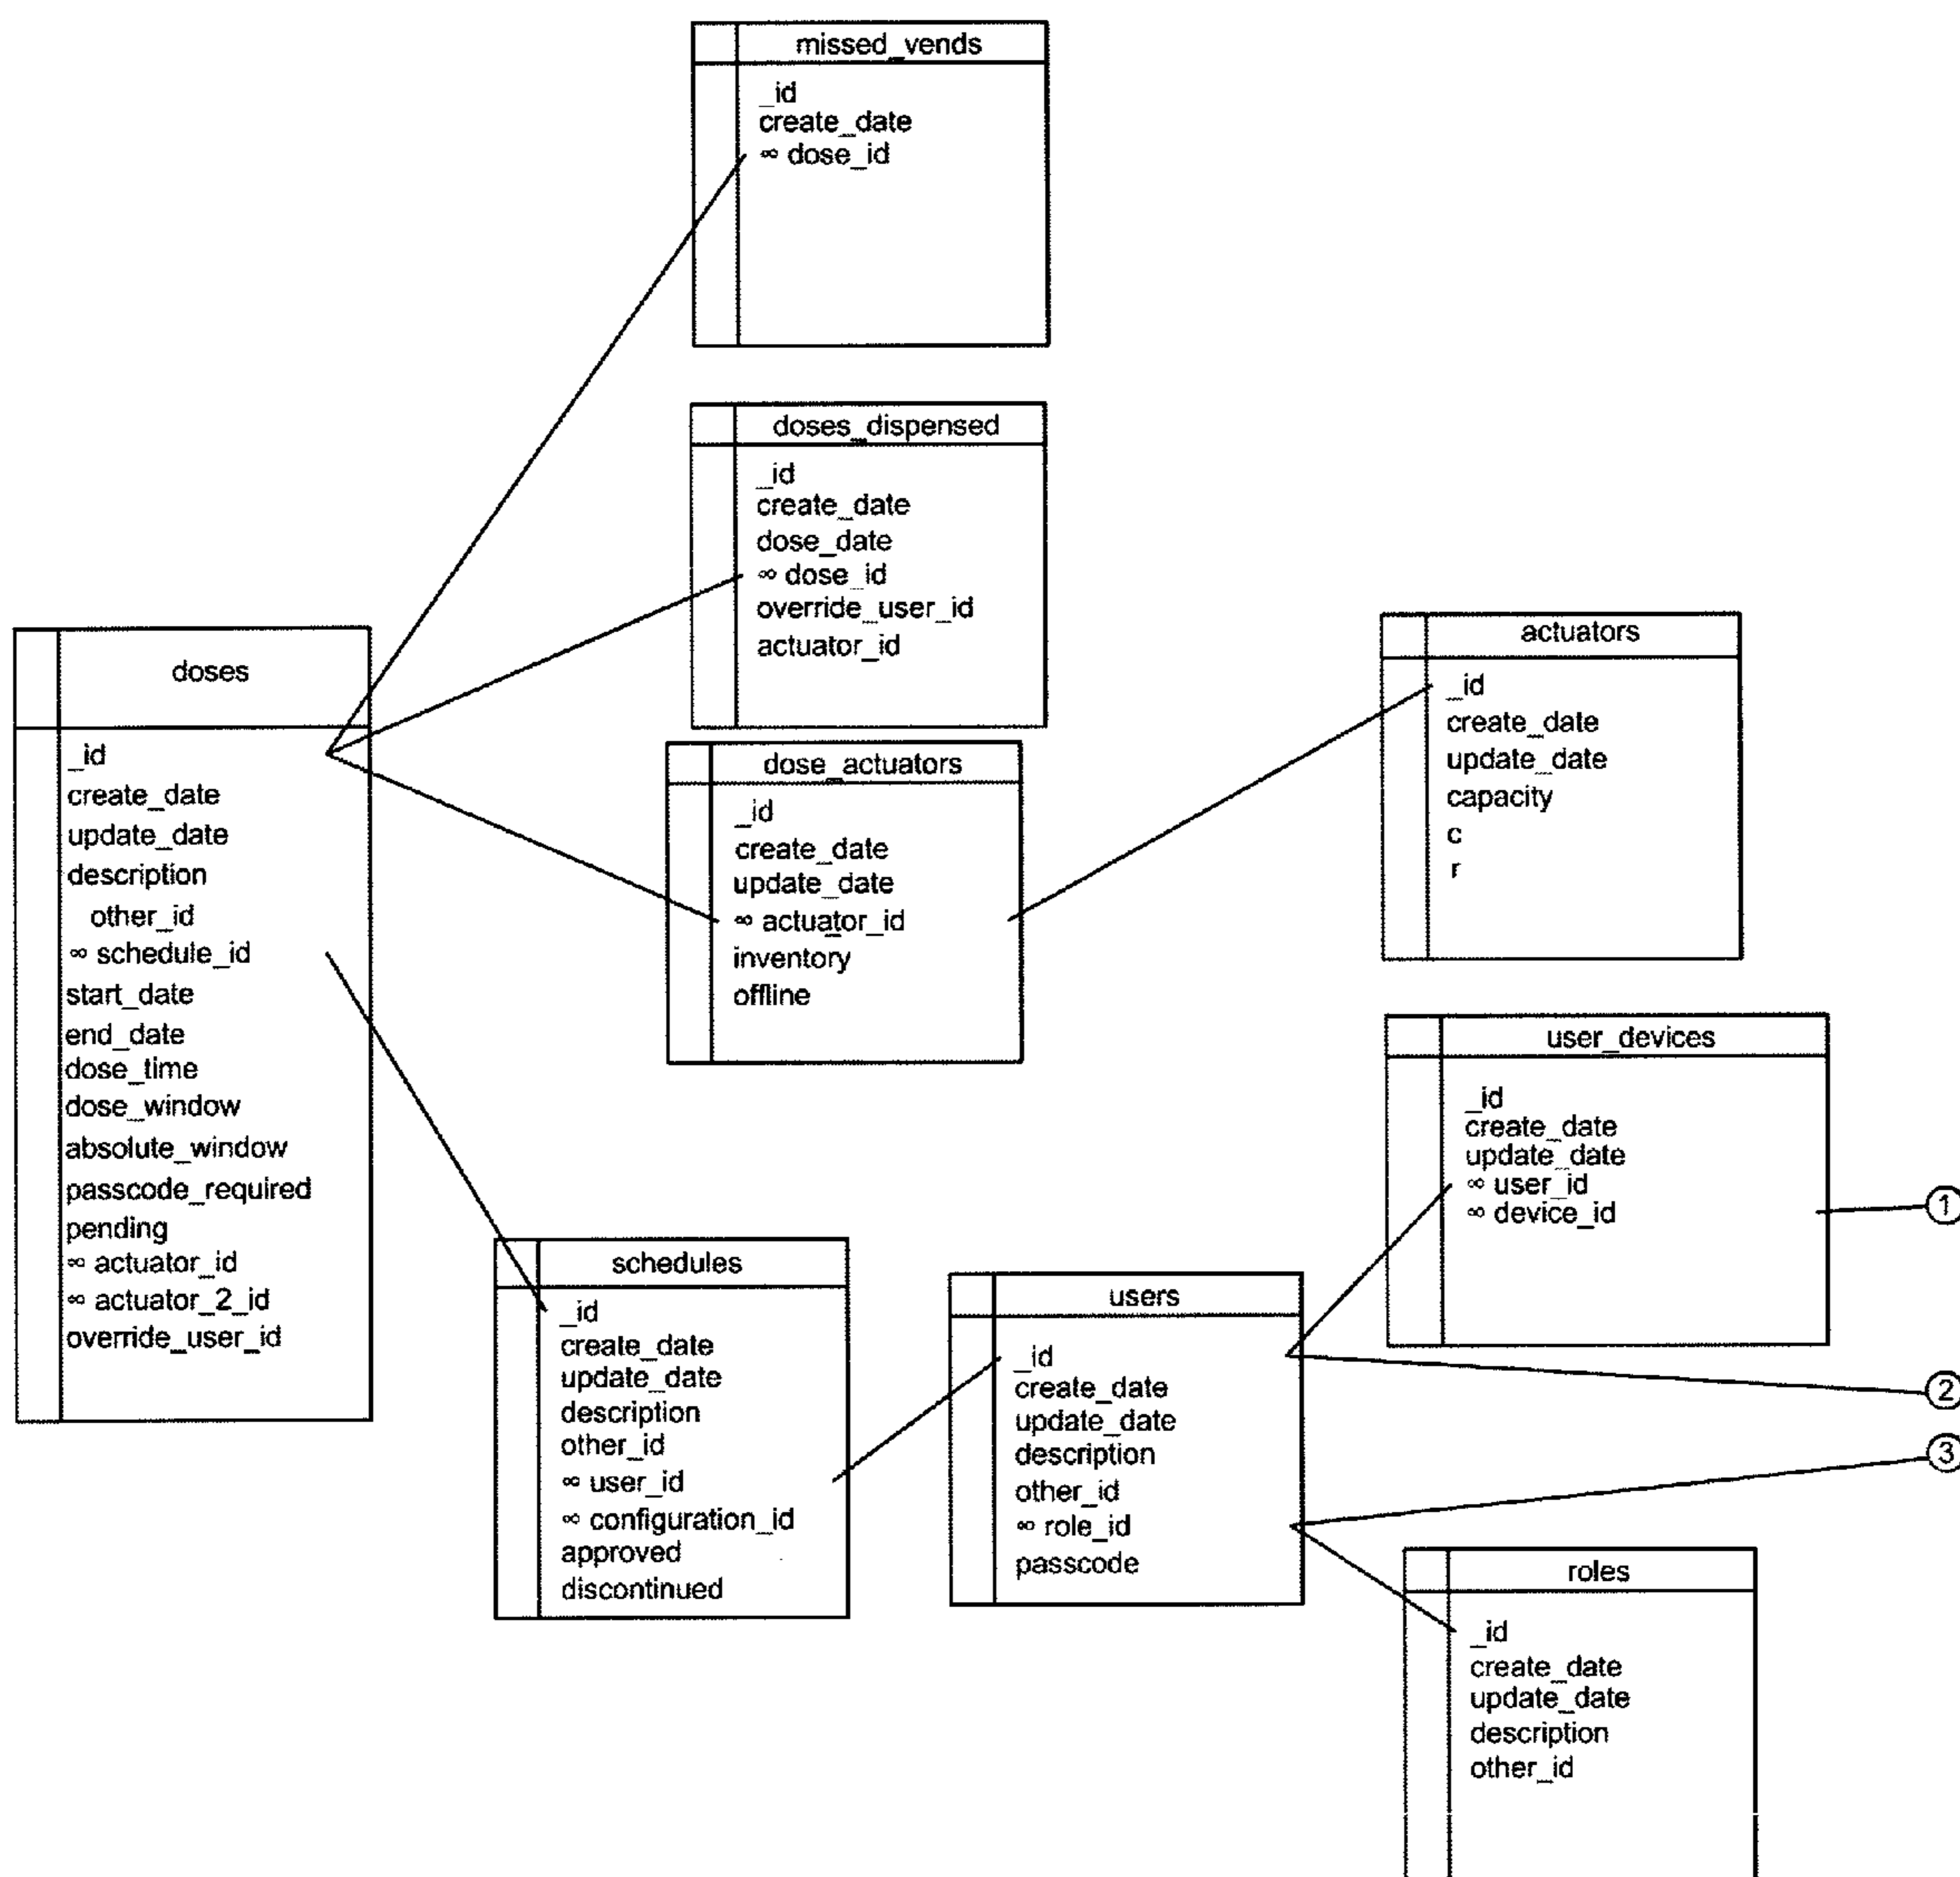 missed_vends
_id
create_date
∞ dose_id
doses_dispensed
_id
create_date
dose_date
∞ dose_id
override_user_id
actuator_id
doses
_id
create_date
update_date
description
other_id
∞ schedule_id
start_date
end_date
dose_time
dose_window
absolute_window
passcode_required
pending
∞ actuator_id
∞ actuator_2_id
override_user_id
dose_actuators
_id
create_date
update_date
∞ actuator_id
inventory
offline
actuators
_id
create_date
update_date
capacity
c
r
user_devices
_id
create_date
update_date
∞ user_id
∞ device_id
1
2
3
schedules
_id
create_date
update_date
description
other_id
∞ user_id
∞ configuration_id
approved
discontinued
users
_id
create_date
update_date
description
other_id
∞ role_id
passcode
roles
_id
create_date
update_date
description
other_id